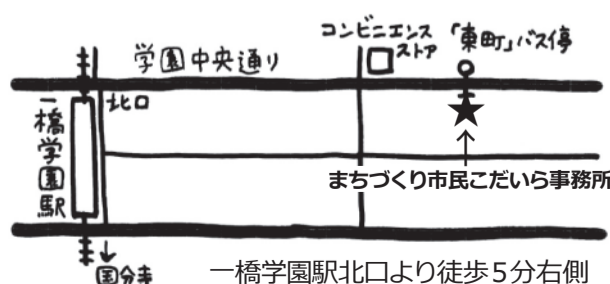 コンビニエンス
ストア
「東町」バス停
学園中央通り
北口
一橋学園駅
まちづくり市民こだいら事務所
国分寺
一橋学園駅北口より徒歩５分右側